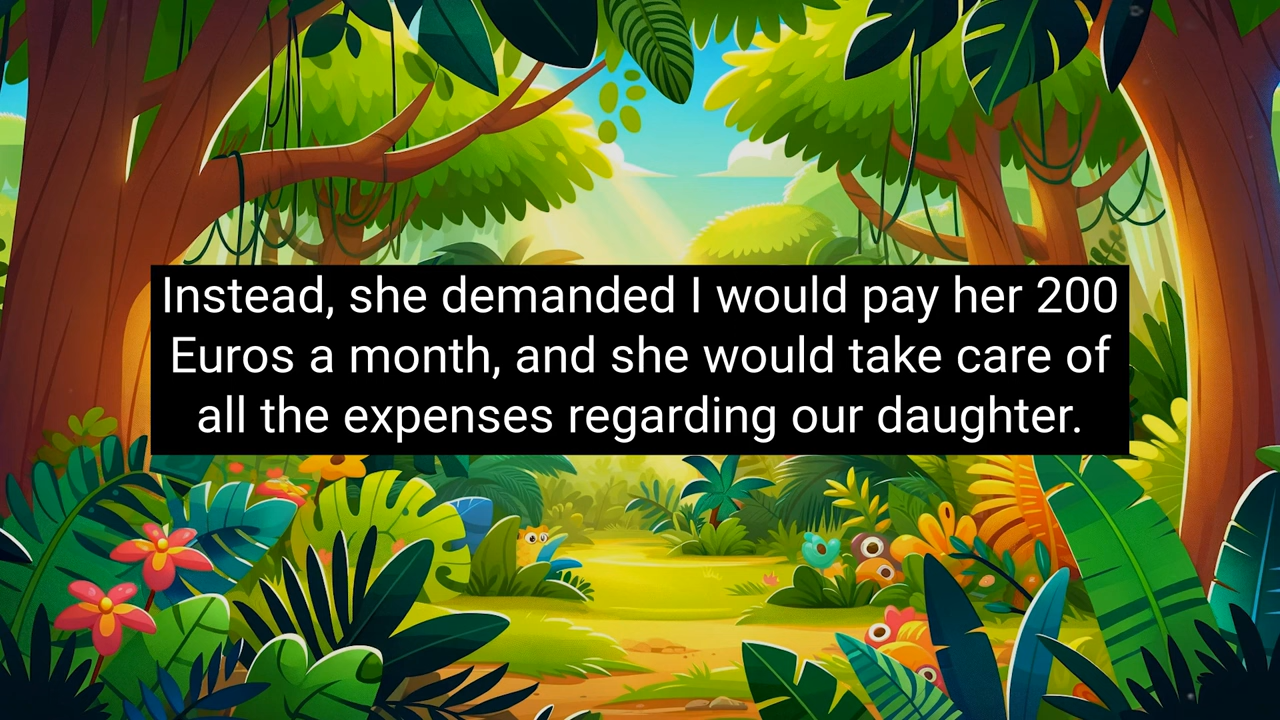 Instead, she demanded I would pay her 200
Euros a month, and she would take care of
all the expenses regarding our daughter.